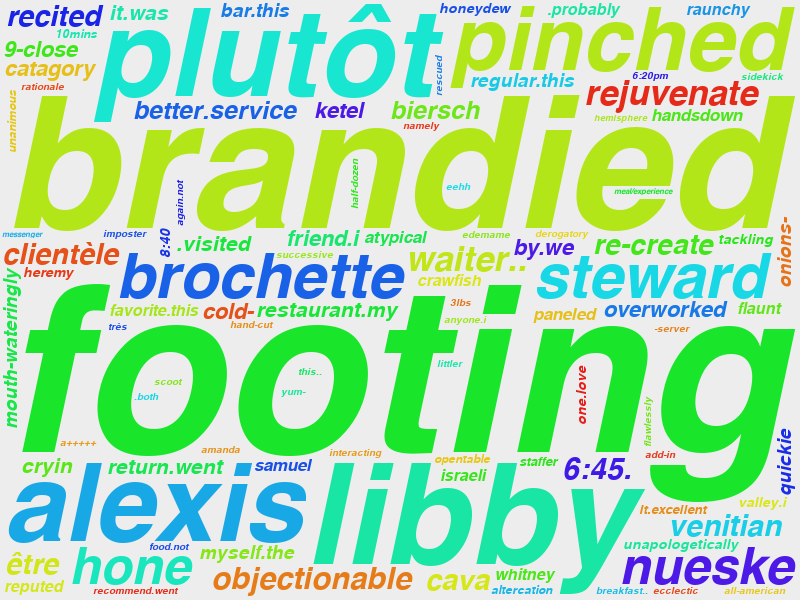 recited it.was bar.this honeydew .probably raunchy
10mins plutôt pinched
9-close rescued 6:20pm sidekick
catagory regular.this
rationale rejuvenate
unanimous better.service ketel biersch hemisphere handsdown
namely
brandied
half-dozen eehh meal/experience
again.not
messenger imposter 8:40 .visited friend.i atypical edemame derogatory tackling onions-
clientèle successive waiter.. by.we re-create
heremy brochette crawfish steward
mouth-wateringly favorite.this cold- restaurant.my 3lbs paneled overworked flaunt
très hand-cut anyone.i -server
footing
scoot this.. littier one.love
.both yum- flawlessly
a+++++ amanda interacting opentable add-in
cryin return.went samuel israeli staffer 6:45. quickie
alexis libby lt.excellent valley.i
venitian
food.not myself.the unapologetically
être hone objectionable cava whitney nueske
reputed recommend.went altercation breakfast.. ecclectic all-american